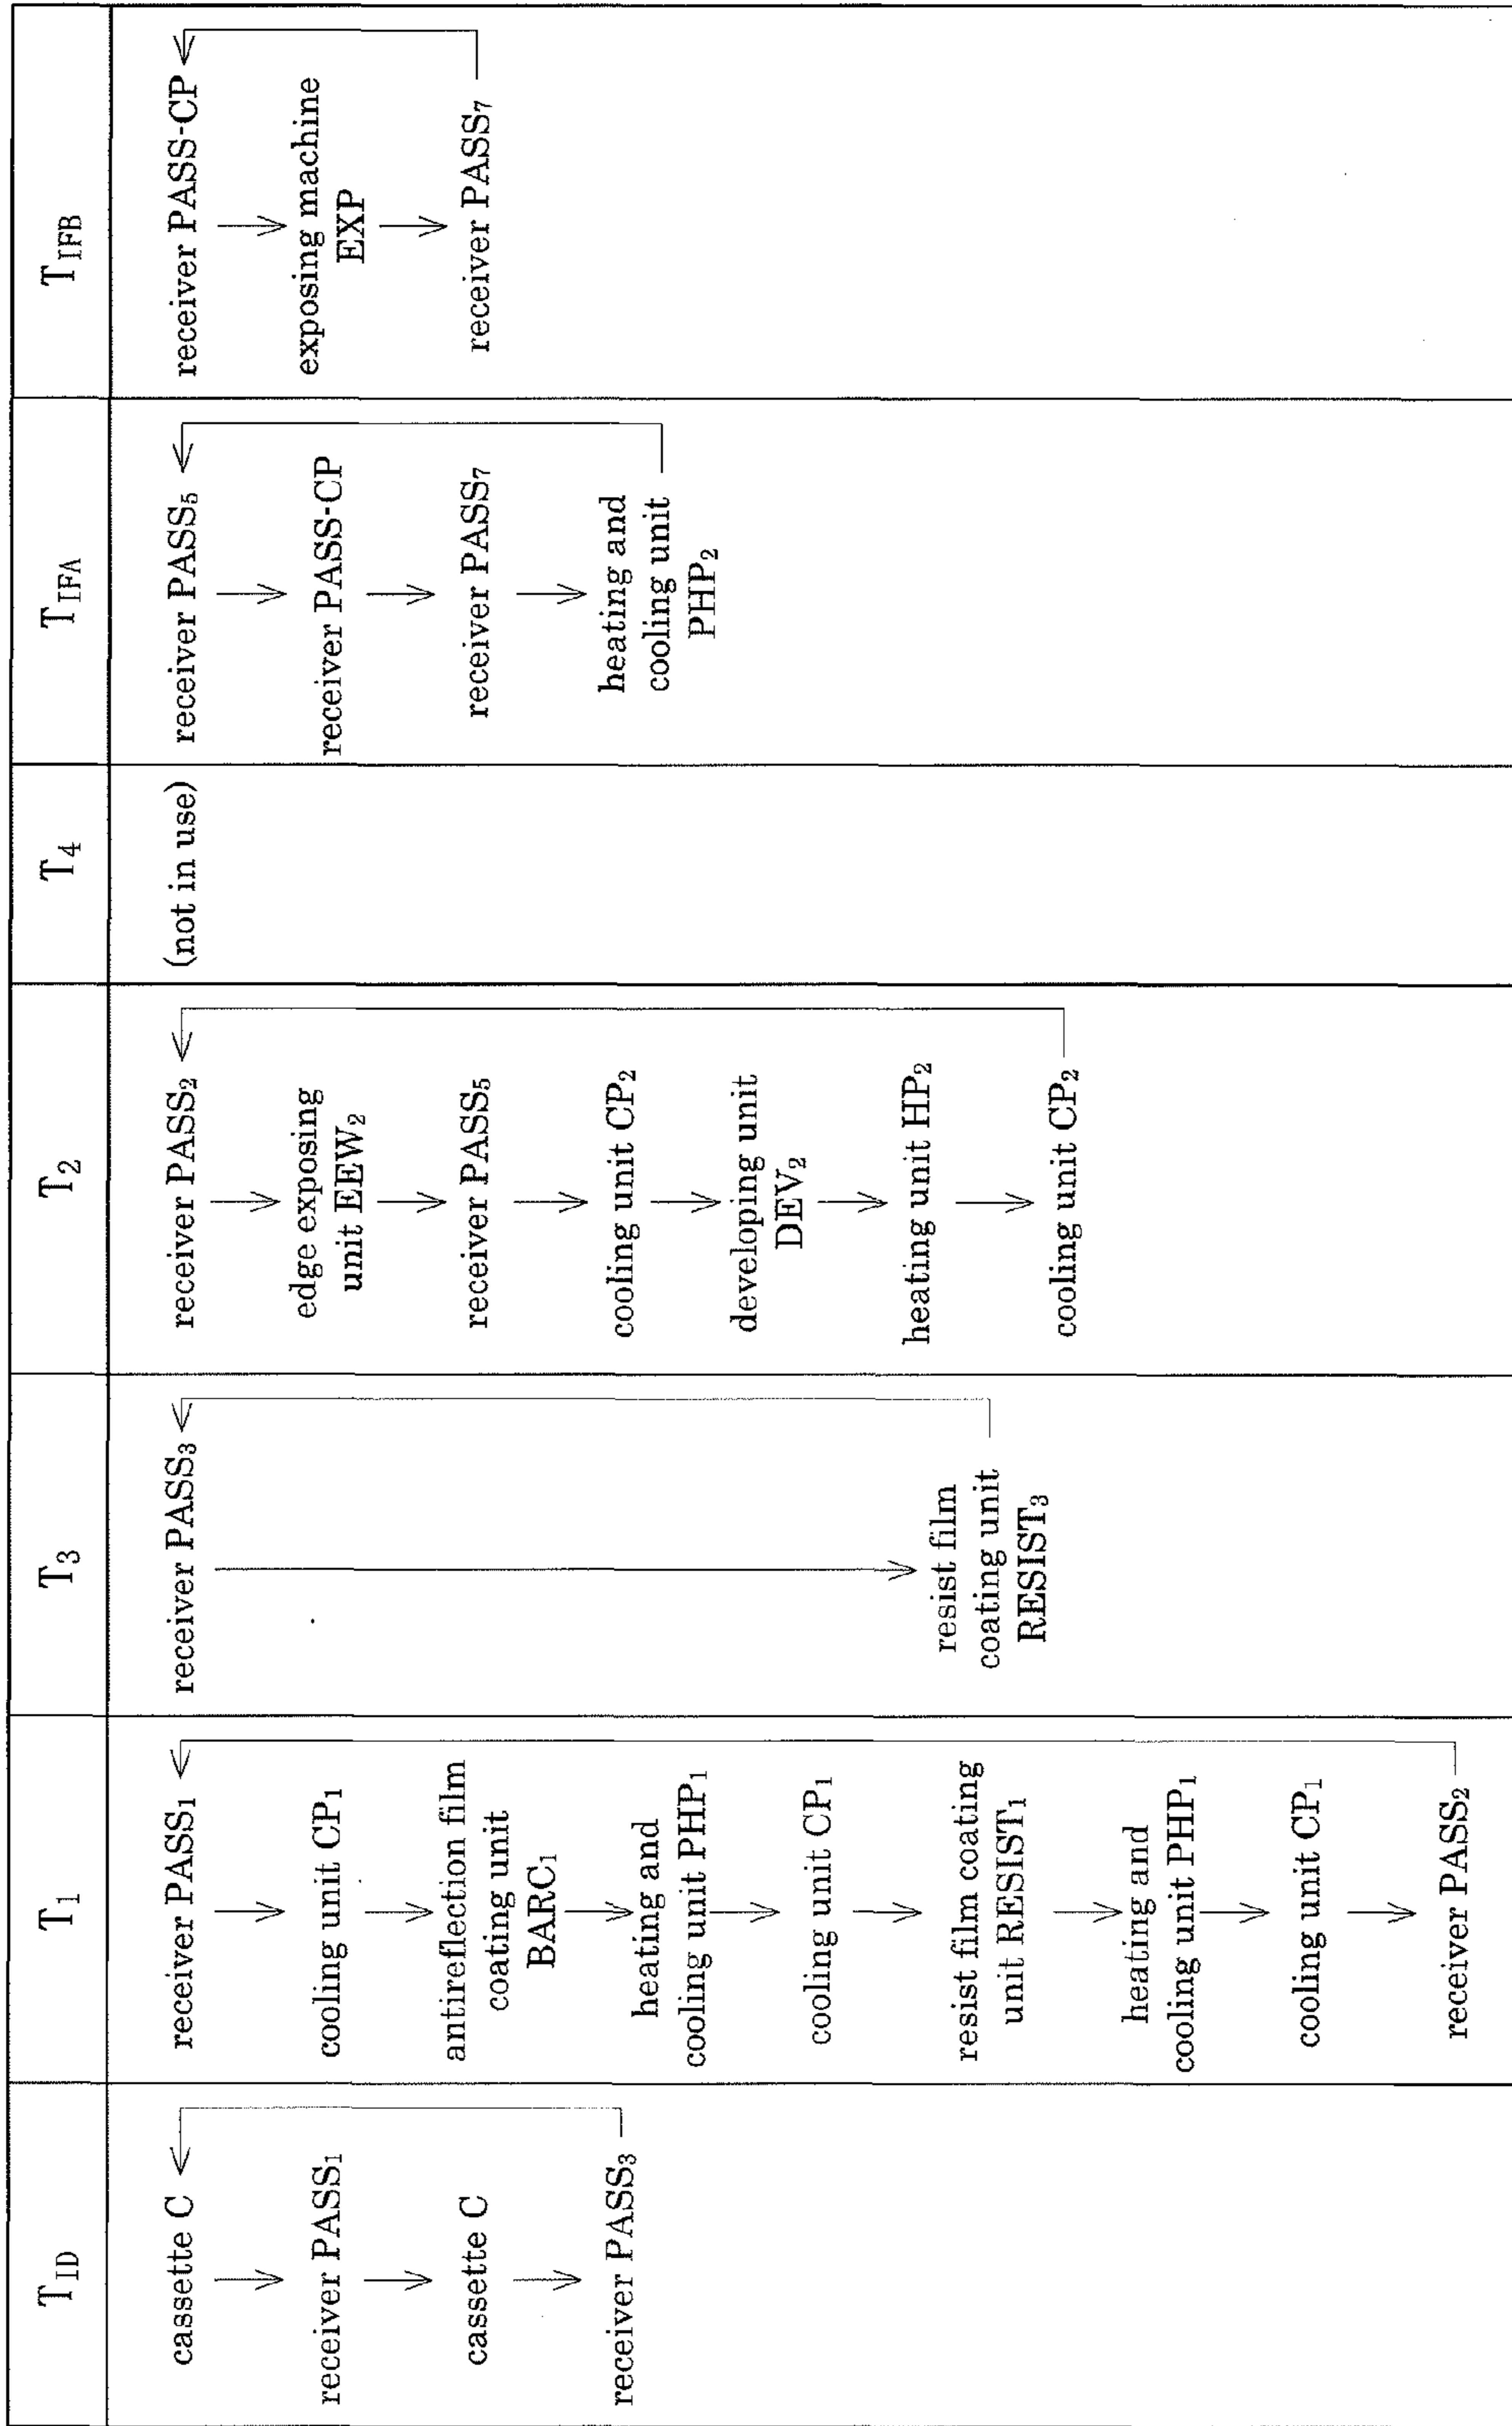 T_ID
cassette C
receiver PASS₁
cassette C
receiver PASS₃
T₁
receiver PASS₁
cooling unit CP₁
antireflection film
coating unit
BARC₁
heating and
cooling unit PHP₁
cooling unit CP₁
resist film coating
unit RESIST₁
heating and
cooling unit PHP₁
cooling unit CP₁
receiver PASS₂
T₃
receiver PASS₃
resist film
coating unit
RESIST₃
T₂
receiver PASS₂
edge exposing
unit EEW₂
receiver PASS₅
cooling unit CP₂
developing unit
DEV₂
heating unit HP₂
cooling unit CP₂
T₄
(not in use)
T_IFA
receiver PASS₅
receiver PASS-CP
receiver PASS₇
heating and
cooling unit
PHP₂
T_IFB
receiver PASS-CP
exposing machine
EXP
receiver PASS₇